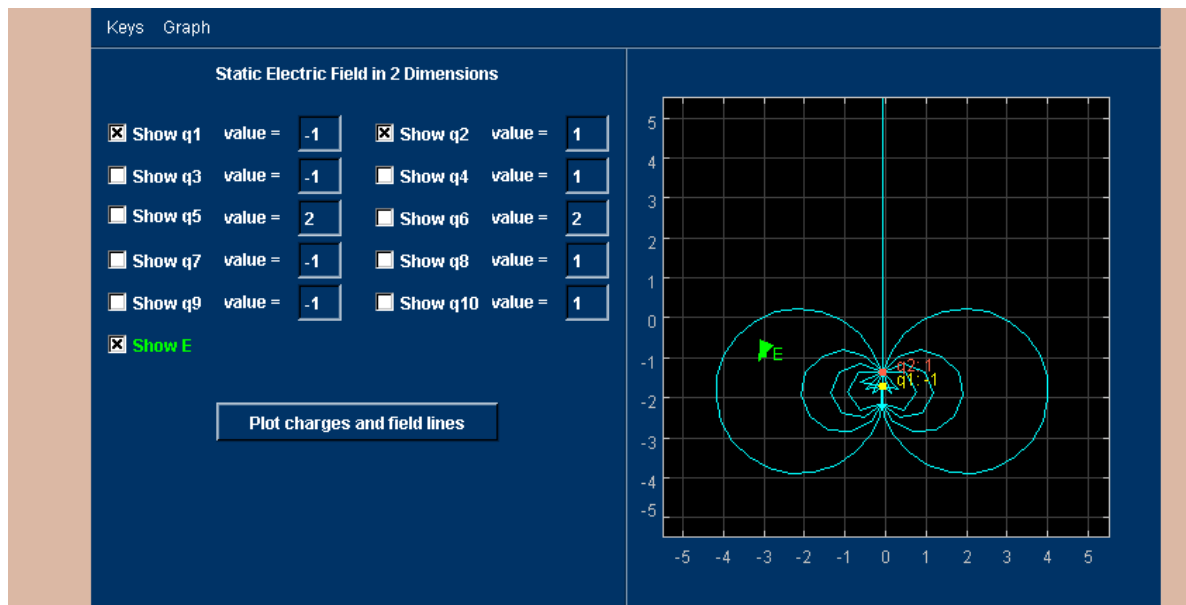 Keys Graph
Static Electric Field in 2 Dimensions
Show q1 value = -1 Show q2 value = 1
Show q3 value = -1 Show q4 value = 1
Show q5 value = 2 Show q6 value = 2
Show q7 value = -1 Show q8 value = 1
Show q9 value = -1 Show q10 value = 1
Show E
Plot charges and field lines
5
4
3
2
1
0
-1
-2
-3
-4
-5
E
q2: 1
q1: -1
-5 -4 -3 -2 -1 0 1 2 3 4 5